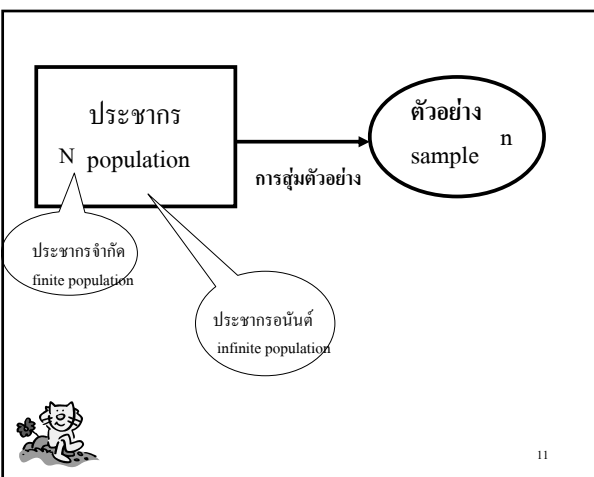 ประชากร
N population
การสุ่มตัวอย่าง
ตัวอย่าง
sample n
ประชากรจำกัด
finite population
ประชากรอนันต์
infinite population
11